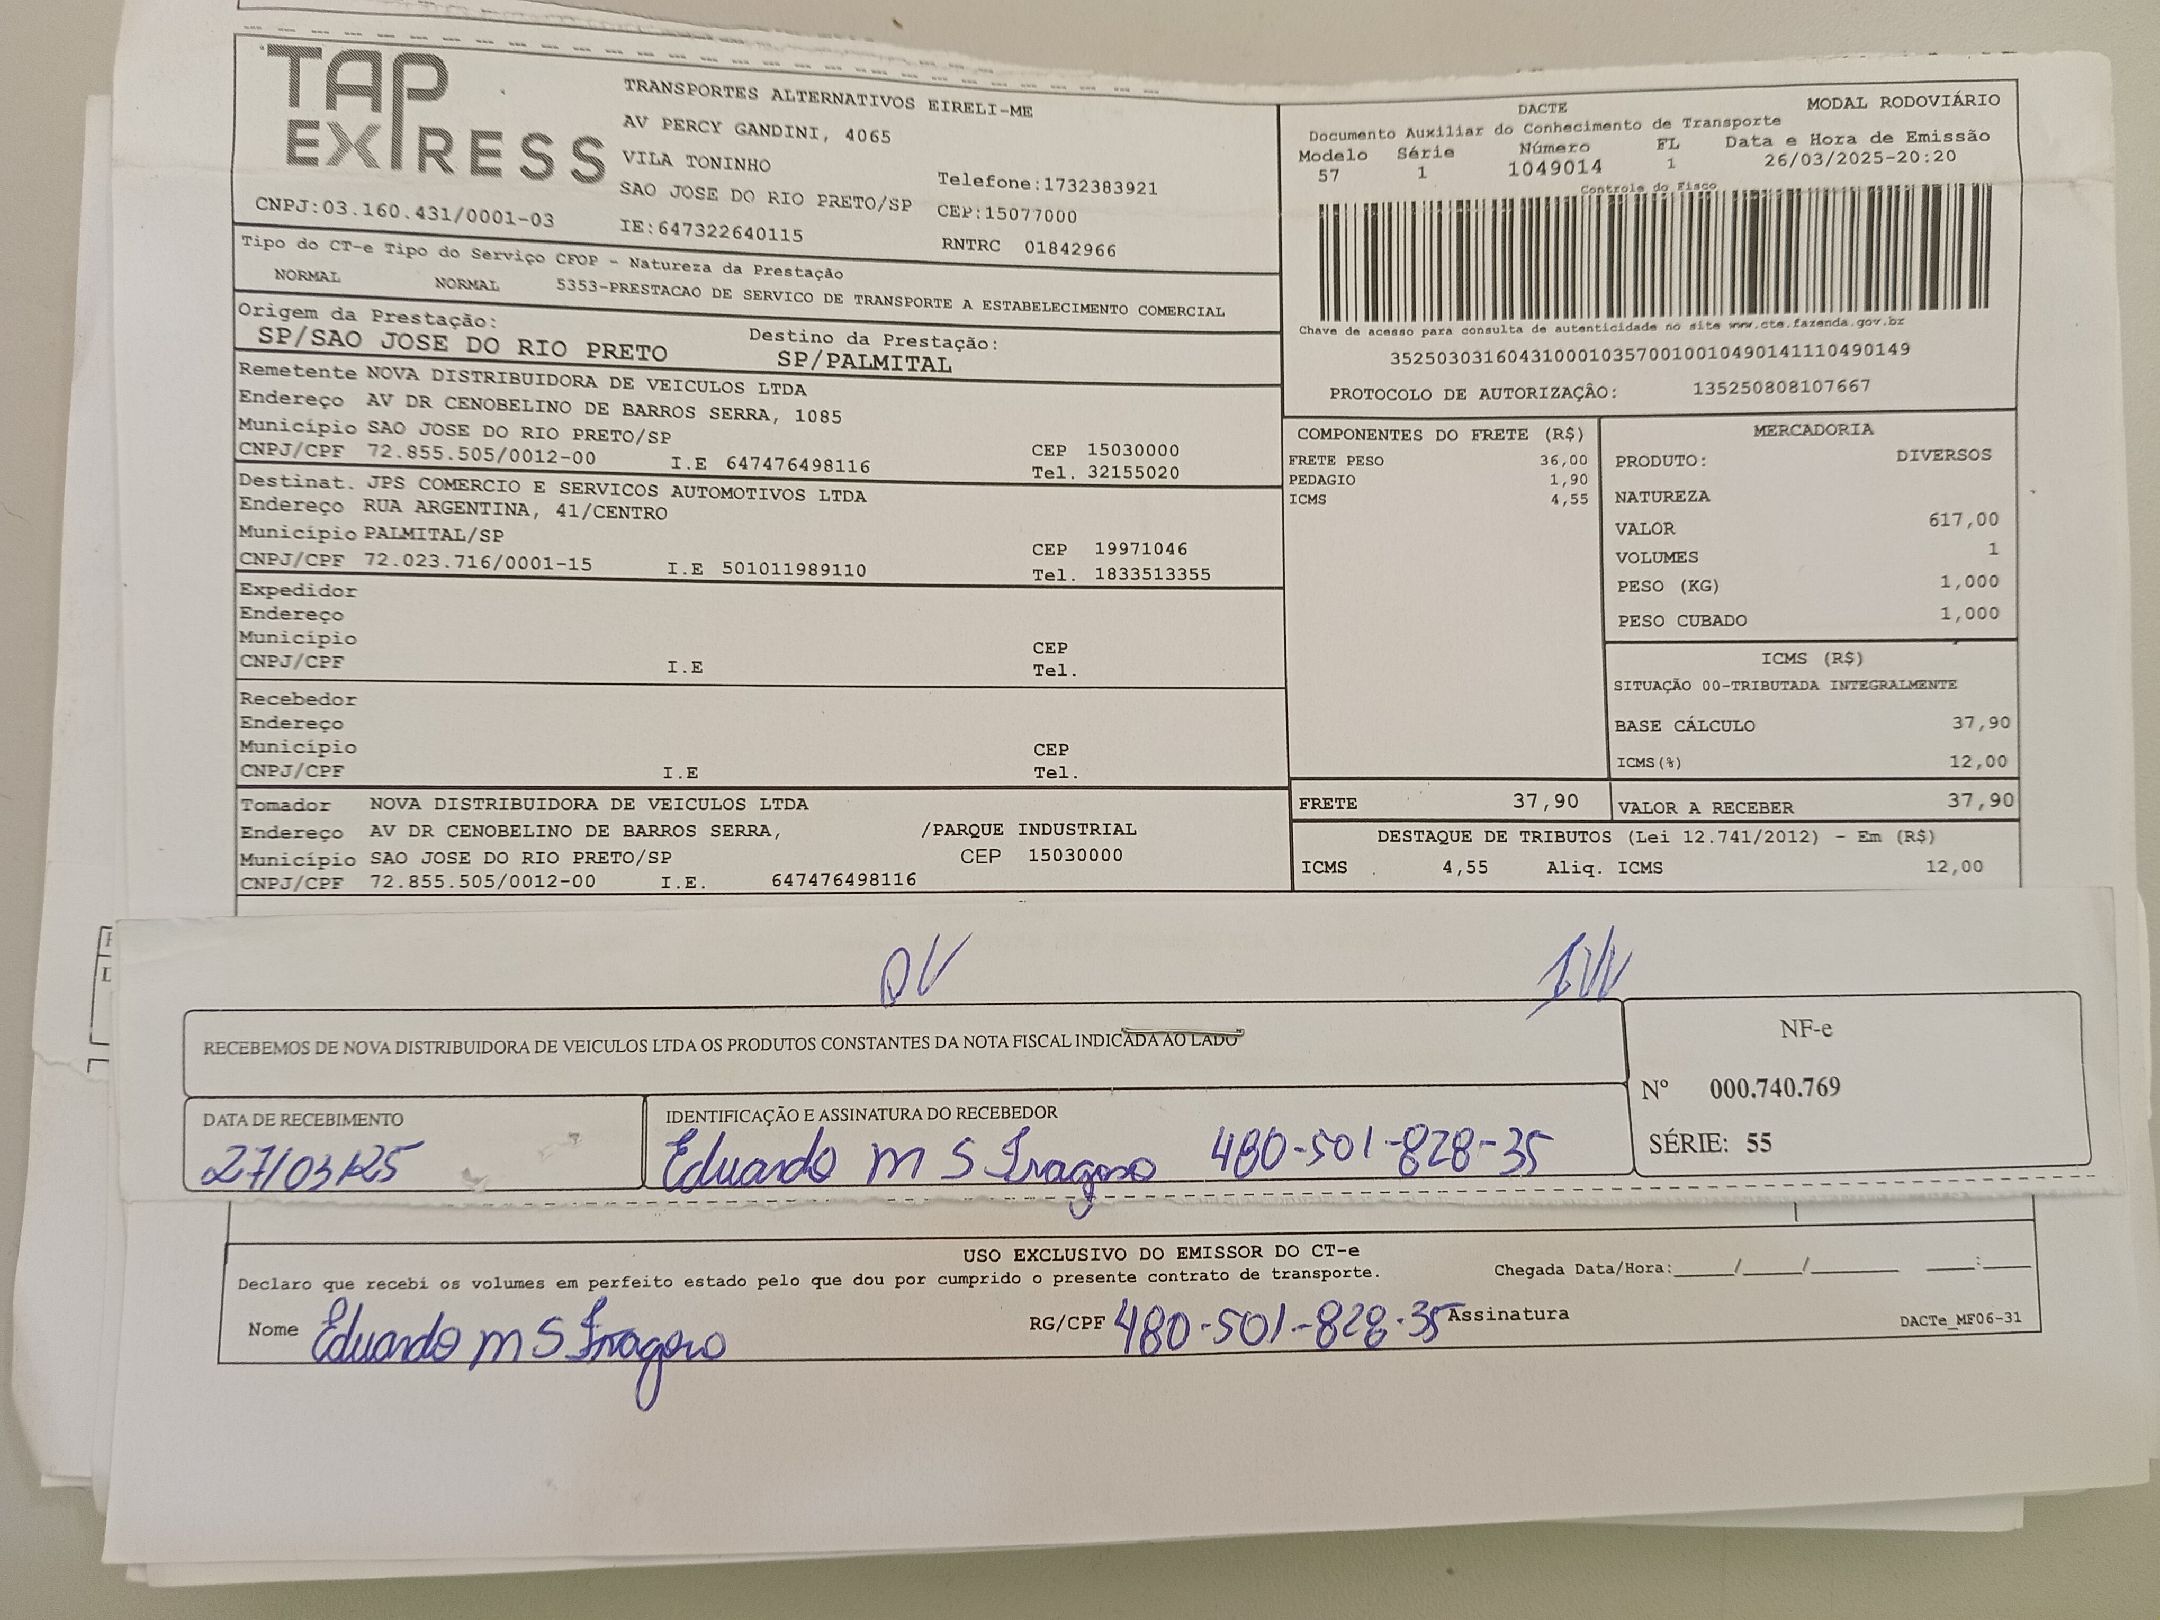 TAP EXPRESS
TRANSPORTES ALTERNATIVOS EIRELI-ME
AV PERCY GANDINI, 4065
VILA TONINHO
SAO JOSE DO RIO PRETO/SP
Telefone:1732383921
CEP:15077000
CNPJ:03.160.431/0001-03 IE:647322640115 RNTRC 01842966
DACTE MODAL RODOVIÁRIO
Documento Auxiliar do Conhecimento de Transporte
Modelo Série Número FL Data e Hora de Emissão
57 1 1049014 1 26/03/2025-20:20
Controle do Fisco
Chave de acesso para consulta de autenticidade no site www.cte.fazenda.gov.br
35250303160431000103570010010490141110490149
PROTOCOLO DE AUTORIZAÇÂO: 135250808107667
Tipo do CT-e Tipo do Serviço CFOP - Natureza da Prestação
NORMAL NORMAL 5353-PRESTACAO DE SERVICO DE TRANSPORTE A ESTABELECIMENTO COMERCIAL
Origem da Prestação: Destino da Prestação:
SP/SAO JOSE DO RIO PRETO SP/PALMITAL
Remetente NOVA DISTRIBUIDORA DE VEICULOS LTDA
Endereço AV DR CENOBELINO DE BARROS SERRA, 1085
Município SAO JOSE DO RIO PRETO/SP CEP 15030000
CNPJ/CPF 72.855.505/0012-00 I.E 647476498116 Tel. 32155020
Destinat. JPS COMERCIO E SERVICOS AUTOMOTIVOS LTDA
Endereço RUA ARGENTINA, 41/CENTRO
Município PALMITAL/SP CEP 19971046
CNPJ/CPF 72.023.716/0001-15 I.E 501011989110 Tel. 1833513355
Expedidor
Endereço
Município CEP
CNPJ/CPF I.E Tel.
Recebedor
Endereço
Município CEP
CNPJ/CPF I.E Tel.
Tomador NOVA DISTRIBUIDORA DE VEICULOS LTDA
Endereço AV DR CENOBELINO DE BARROS SERRA, /PARQUE INDUSTRIAL
Município SAO JOSE DO RIO PRETO/SP CEP 15030000
CNPJ/CPF 72.855.505/0012-00 I.E. 647476498116
COMPONENTES DO FRETE (R$)
FRETE PESO 36,00
PEDAGIO 1,90
ICMS 4,55
MERCADORIA
PRODUTO: DIVERSOS
NATUREZA
VALOR 617,00
VOLUMES 1
PESO (KG) 1,000
PESO CUBADO 1,000
ICMS (R$)
SITUAÇÃO 00-TRIBUTADA INTEGRALMENTE
BASE CÁLCULO 37,90
ICMS(%) 12,00
FRETE 37,90 VALOR A RECEBER 37,90
DESTAQUE DE TRIBUTOS (Lei 12.741/2012) - Em (R$)
ICMS 4,55 Aliq. ICMS 12,00
RECEBEMOS DE NOVA DISTRIBUIDORA DE VEICULOS LTDA OS PRODUTOS CONSTANTES DA NOTA FISCAL INDICADA AO LADO
NF-e
Nº 000.740.769
SÉRIE: 55
DATA DE RECEBIMENTO
27/03/25
IDENTIFICAÇÃO E ASSINATURA DO RECEBEDOR
Eduardo m S Fragoso 480-501-828-35
USO EXCLUSIVO DO EMISSOR DO CT-e
Declaro que recebi os volumes em perfeito estado pelo que dou por cumprido o presente contrato de transporte. Chegada Data/Hora:____/____/______ ___:___
Nome Eduardo m S Fragoso RG/CPF 480-501-828-35 Assinatura DACTe_MF06-31